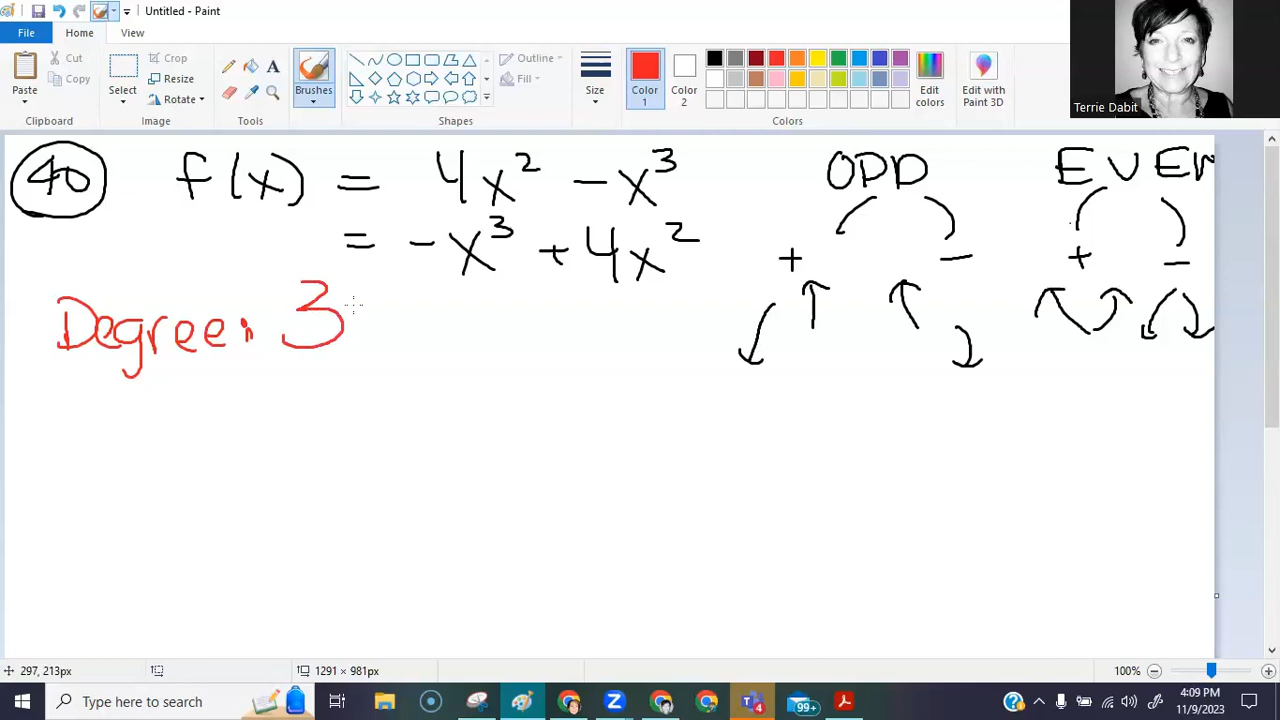 Untitled - Paint
File
Home
View
Paste
Cut
Copy
Clipboard
Select
Crop
Resize
Rotate
Image
A
Tools
Brushes
Outline
Fill
Shapes
Size
Color 1
Color 2
Edit colors
Colors
Edit with Paint 3D
Terrie Dabit
40 f(x) = 4x² - x³
= -x³ + 4x²
Degree: 3
ODD
+ -
EVEN
+ -
297, 213px
1291 × 981px
100%
Type here to search
4
99+
4:09 PM
11/9/2023